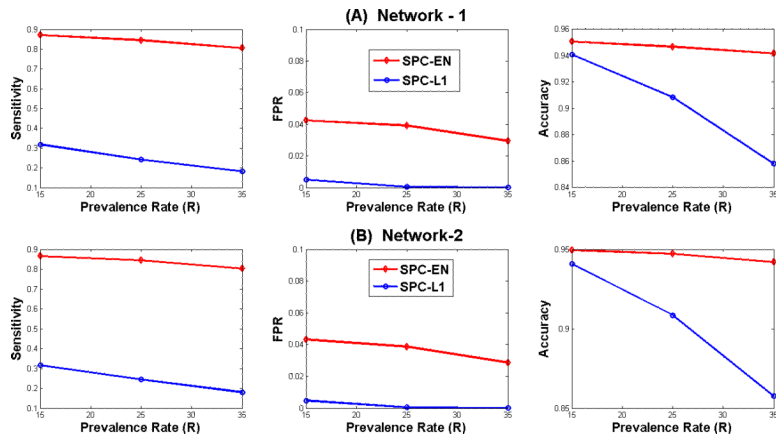 (A) Network - 1
0.9
0.8
0.7
0.6
0.5
0.4
0.3
0.2
0.1
Sensitivity
15 20 25 30 35
Prevalence Rate (R)
0.1
0.08
0.06
0.04
0.02
0
FPR
SPC-EN
SPC-L1
15 20 25 30 35
Prevalence Rate (R)
0.96
0.94
0.92
0.9
0.88
0.86
0.84
Accuracy
15 20 25 30 35
Prevalence Rate (R)
(B) Network-2
0.9
0.8
0.7
0.6
0.5
0.4
0.3
0.2
0.1
Sensitivity
15 20 25 30 35
Prevalence Rate (R)
0.1
0.08
0.06
0.04
0.02
0
FPR
SPC-EN
SPC-L1
15 20 25 30 35
Prevalence Rate (R)
0.95
0.9
0.85
Accuracy
15 20 25 30 35
Prevalence Rate (R)